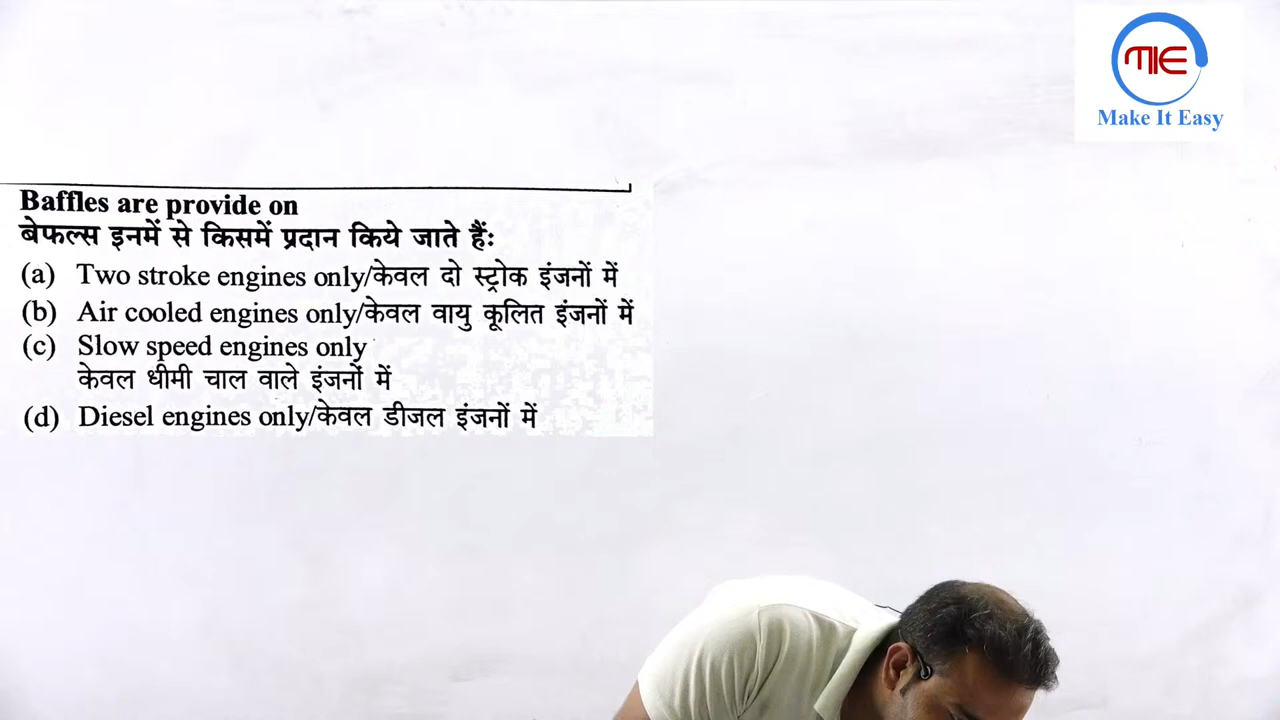 MIE
Make It Easy
Baffles are provide on
बेफल्स इनमें से किसमें प्रदान किये जाते हैंः
(a) Two stroke engines only/केवल दो स्ट्रोक इंजनों में
(b) Air cooled engines only/केवल वायु कूलित इंजनों में
(c) Slow speed engines only
केवल धीमी चाल वाले इंजनों में
(d) Diesel engines only/केवल डीजल इंजनों में